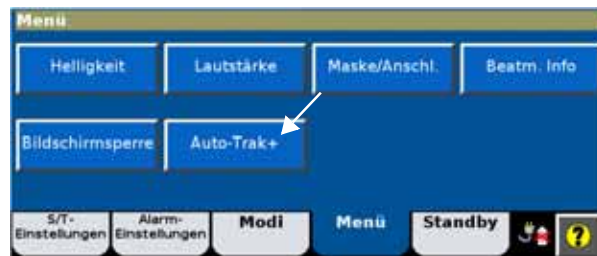 Menü
Helligkeit Lautstärke Maske/Anschl. Beatm. Info
Bildschirmsperre Auto-Trak+
S/T-Einstellungen Alarm-Einstellungen Modi Menü Standby ?